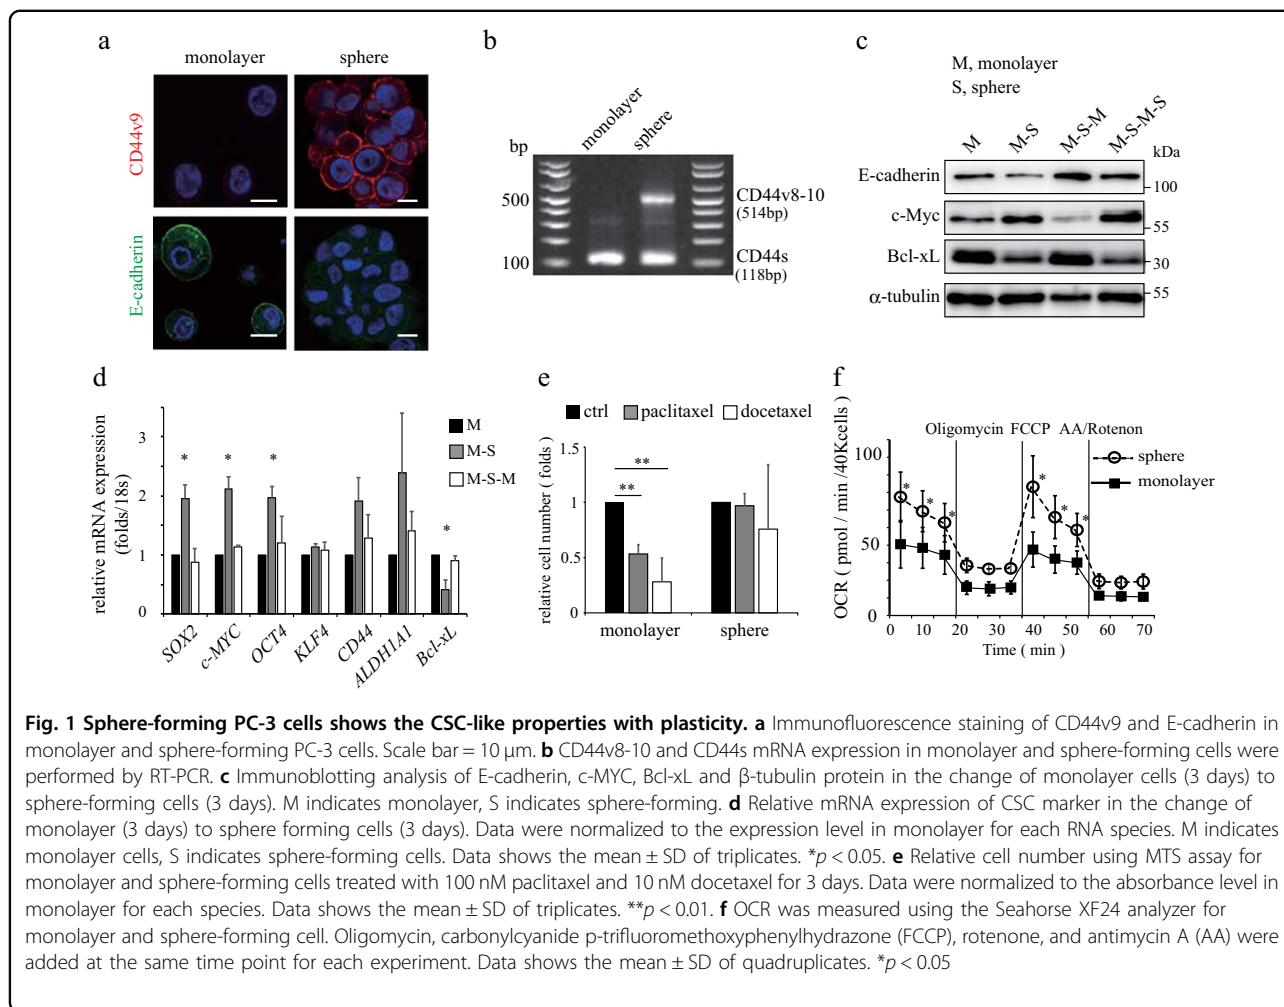 a
monolayer
sphere
CD44v9
E-cadherin
b
monolayer
sphere
bp
500
100
CD44v8-10
(514bp)
CD44s
(118bp)
c
M, monolayer
S, sphere
M
M-S
M-S-M
M-S-M-S
kDa
E-cadherin
100
c-Myc
55
Bcl-xL
30
α-tubulin
55
d
relative mRNA expression
(folds/18s)
3
2
1
0
* * * *
M
M-S
M-S-M
SOX2
c-MYC
OCT4
KLF4
CD44
ALDH1A1
Bcl-xL
e
ctrl
paclitaxel
docetaxel
relative cell number ( folds)
1.5
1
0.5
0
**
**
monolayer
sphere
f
Oligomycin
FCCP
AA/Rotenon
sphere
monolayer
OCR ( pmol / min /40Kcells )
100
50
0
* * * * * *
0 10 20 30 40 50 60 70
Time ( min )
Fig. 1 Sphere-forming PC-3 cells shows the CSC-like properties with plasticity. a Immunofluorescence staining of CD44v9 and E-cadherin in
monolayer and sphere-forming PC-3 cells. Scale bar = 10 µm. b CD44v8-10 and CD44s mRNA expression in monolayer and sphere-forming cells were
performed by RT-PCR. c Immunoblotting analysis of E-cadherin, c-MYC, Bcl-xL and β-tubulin protein in the change of monolayer cells (3 days) to
sphere-forming cells (3 days). M indicates monolayer, S indicates sphere-forming. d Relative mRNA expression of CSC marker in the change of
monolayer (3 days) to sphere forming cells (3 days). Data were normalized to the expression level in monolayer for each RNA species. M indicates
monolayer cells, S indicates sphere-forming cells. Data shows the mean ± SD of triplicates. *p < 0.05. e Relative cell number using MTS assay for
monolayer and sphere-forming cells treated with 100 nM paclitaxel and 10 nM docetaxel for 3 days. Data were normalized to the absorbance level in
monolayer for each species. Data shows the mean ± SD of triplicates. **p < 0.01. f OCR was measured using the Seahorse XF24 analyzer for
monolayer and sphere-forming cell. Oligomycin, carbonylcyanide p-trifluoromethoxyphenylhydrazone (FCCP), rotenone, and antimycin A (AA) were
added at the same time point for each experiment. Data shows the mean ± SD of quadruplicates. *p < 0.05